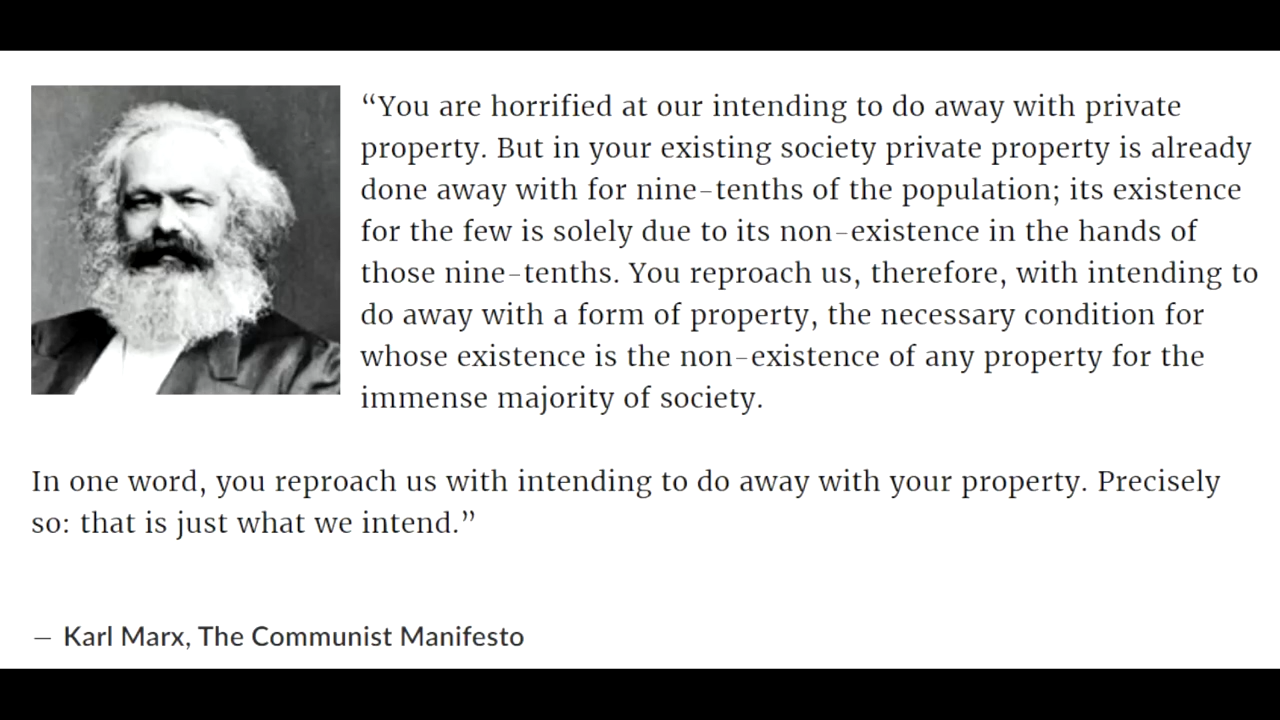 “You are horrified at our intending to do away with private
property. But in your existing society private property is already
done away with for nine-tenths of the population; its existence
for the few is solely due to its non-existence in the hands of
those nine-tenths. You reproach us, therefore, with intending to
do away with a form of property, the necessary condition for
whose existence is the non-existence of any property for the
immense majority of society.
In one word, you reproach us with intending to do away with your property. Precisely
so: that is just what we intend.”
― Karl Marx, The Communist Manifesto